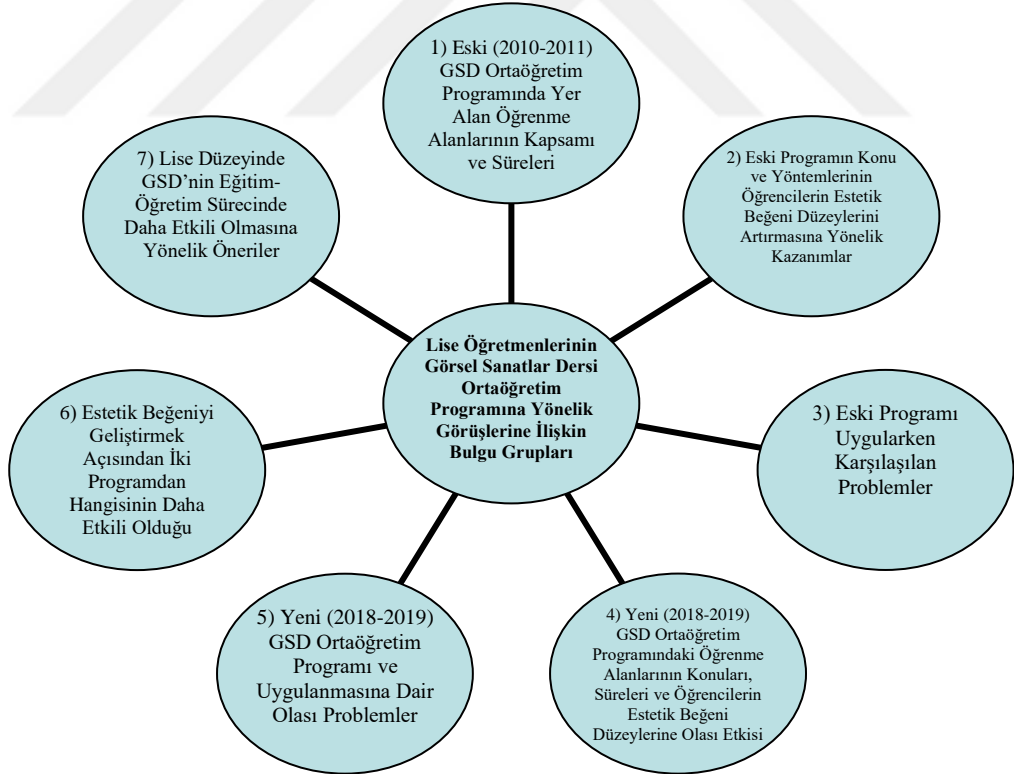 1) Eski (2010-2011)
GSD Ortaöğretim
Programında Yer
Alan Öğrenme
Alanlarının Kapsamı
ve Süreleri
2) Eski Programın Konu
ve Yöntemlerinin
Öğrencilerin Estetik
Beğeni Düzeylerini
Artırmasına Yönelik
Kazanımlar
3) Eski Programı
Uygularken
Karşılaşılan
Problemler
4) Yeni (2018-2019)
GSD Ortaöğretim
Programındaki Öğrenme
Alanlarının Konuları,
Süreleri ve Öğrencilerin
Estetik Beğeni
Düzeylerine Olası Etkisi
5) Yeni (2018-2019)
GSD Ortaöğretim
Programı ve
Uygulanmasına Dair
Olası Problemler
6) Estetik Beğeniyi
Geliştirmek
Açısından İki
Programdan
Hangisinin Daha
Etkili Olduğu
7) Lise Düzeyinde
GSD’nin Eğitim-
Öğretim Sürecinde
Daha Etkili Olmasına
Yönelik Öneriler
Lise Öğretmenlerinin
Görsel Sanatlar Dersi
Ortaöğretim
Programına Yönelik
Görüşlerine İlişkin
Bulgu Grupları